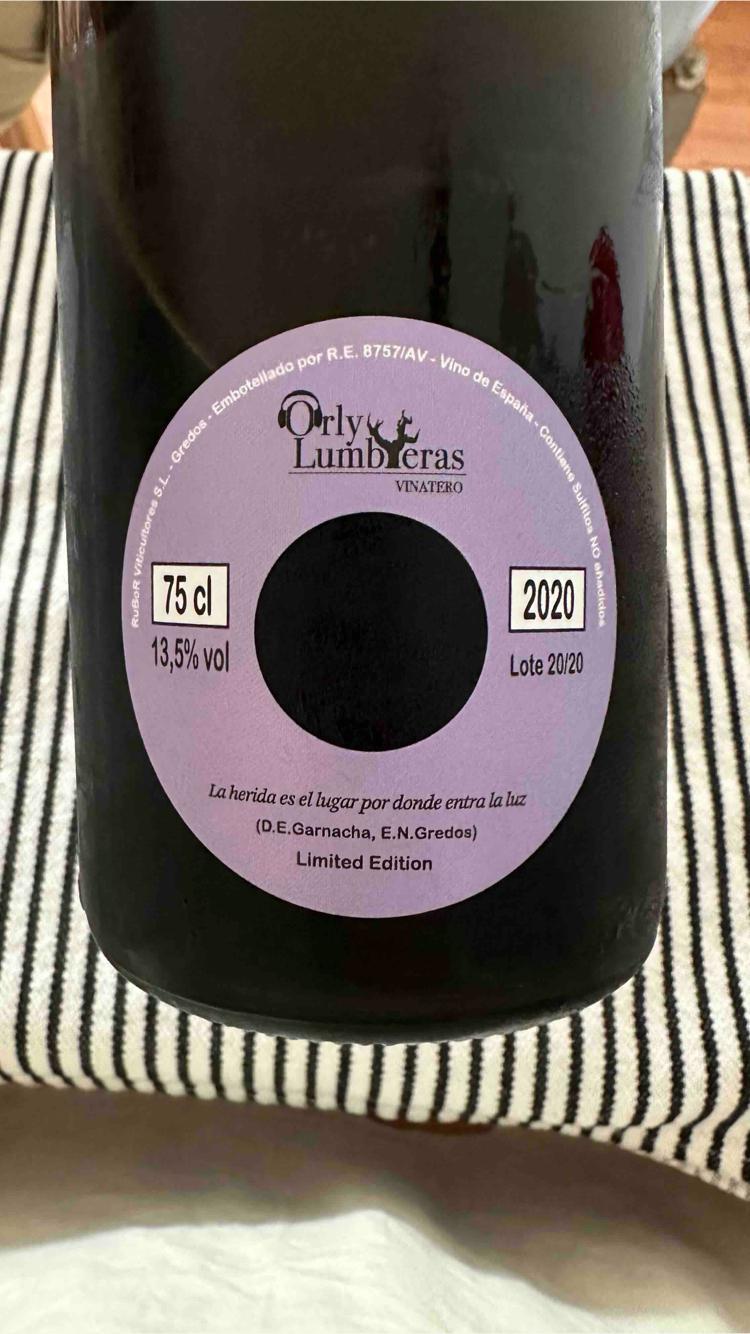 RuBoR Viticultores S.L. - Gredos - Embotellado por R.E. 8757/AV - Vino de España - Contiene Sulfitos NO añadidos
Orly
Lumbreras
VINATERO
75 cl
13,5% vol
2020
Lote 20/20
La herida es el lugar por donde entra la luz
(D.E.Garnacha, E.N.Gredos)
Limited Edition